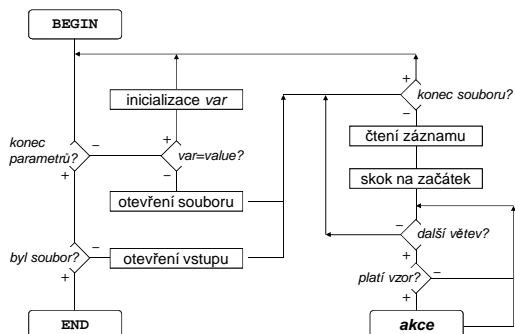 BEGIN
inicializace var
konec
parametrů?
+
-
+
var=value?
-
otevření souboru
byl soubor?
-
+
otevření vstupu
END
+
konec souboru?
-
čtení záznamu
skok na začátek
-
další větev?
+
platí vzor?
-
+
akce